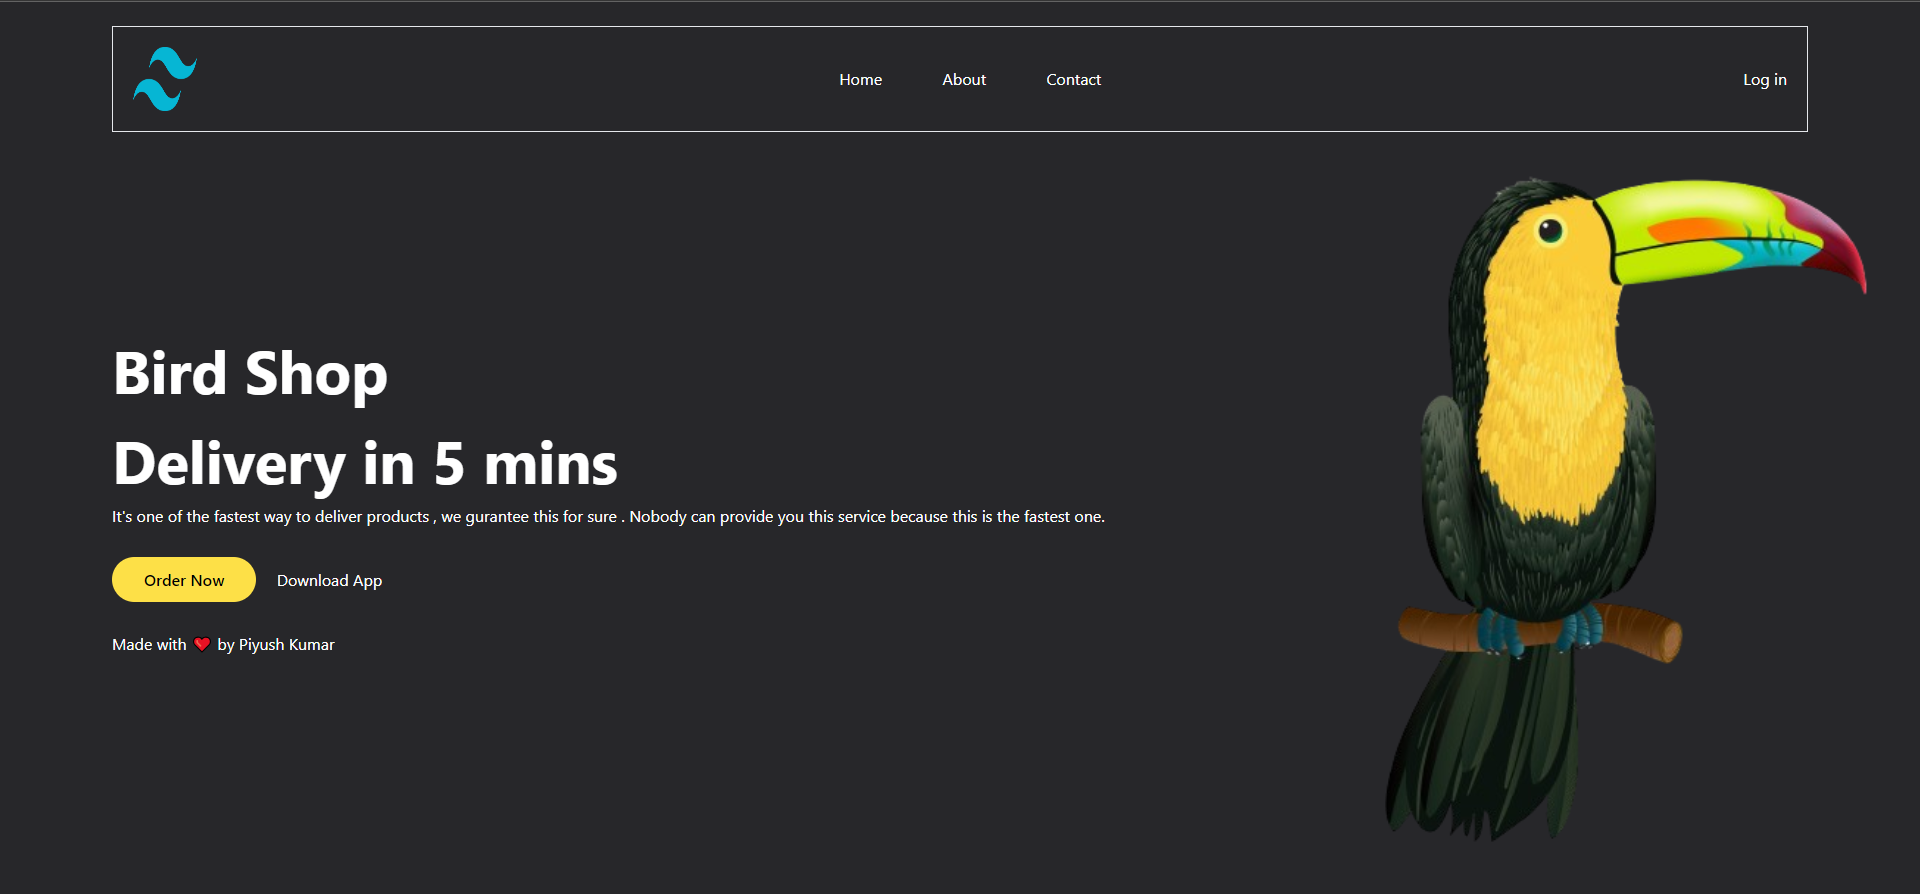 Home About Contact Log in
Bird Shop
Delivery in 5 mins
It's one of the fastest way to deliver products , we gurantee this for sure . Nobody can provide you this service because this is the fastest one.
Order Now Download App
Made with ❤️ by Piyush Kumar